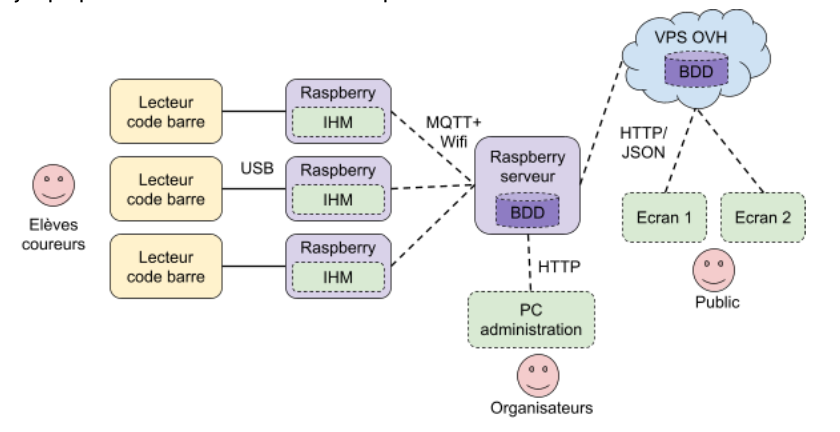 VPS OVH
BDD
Lecteur
code barre
Raspberry
IHM
MQTT+
Wifi
HTTP/
JSON
Raspberry
serveur
BDD
USB
Lecteur
code barre
Raspberry
IHM
Elèves
coureurs
Ecran 1
Ecran 2
Lecteur
code barre
Raspberry
IHM
HTTP
Public
PC
administration
Organisateurs